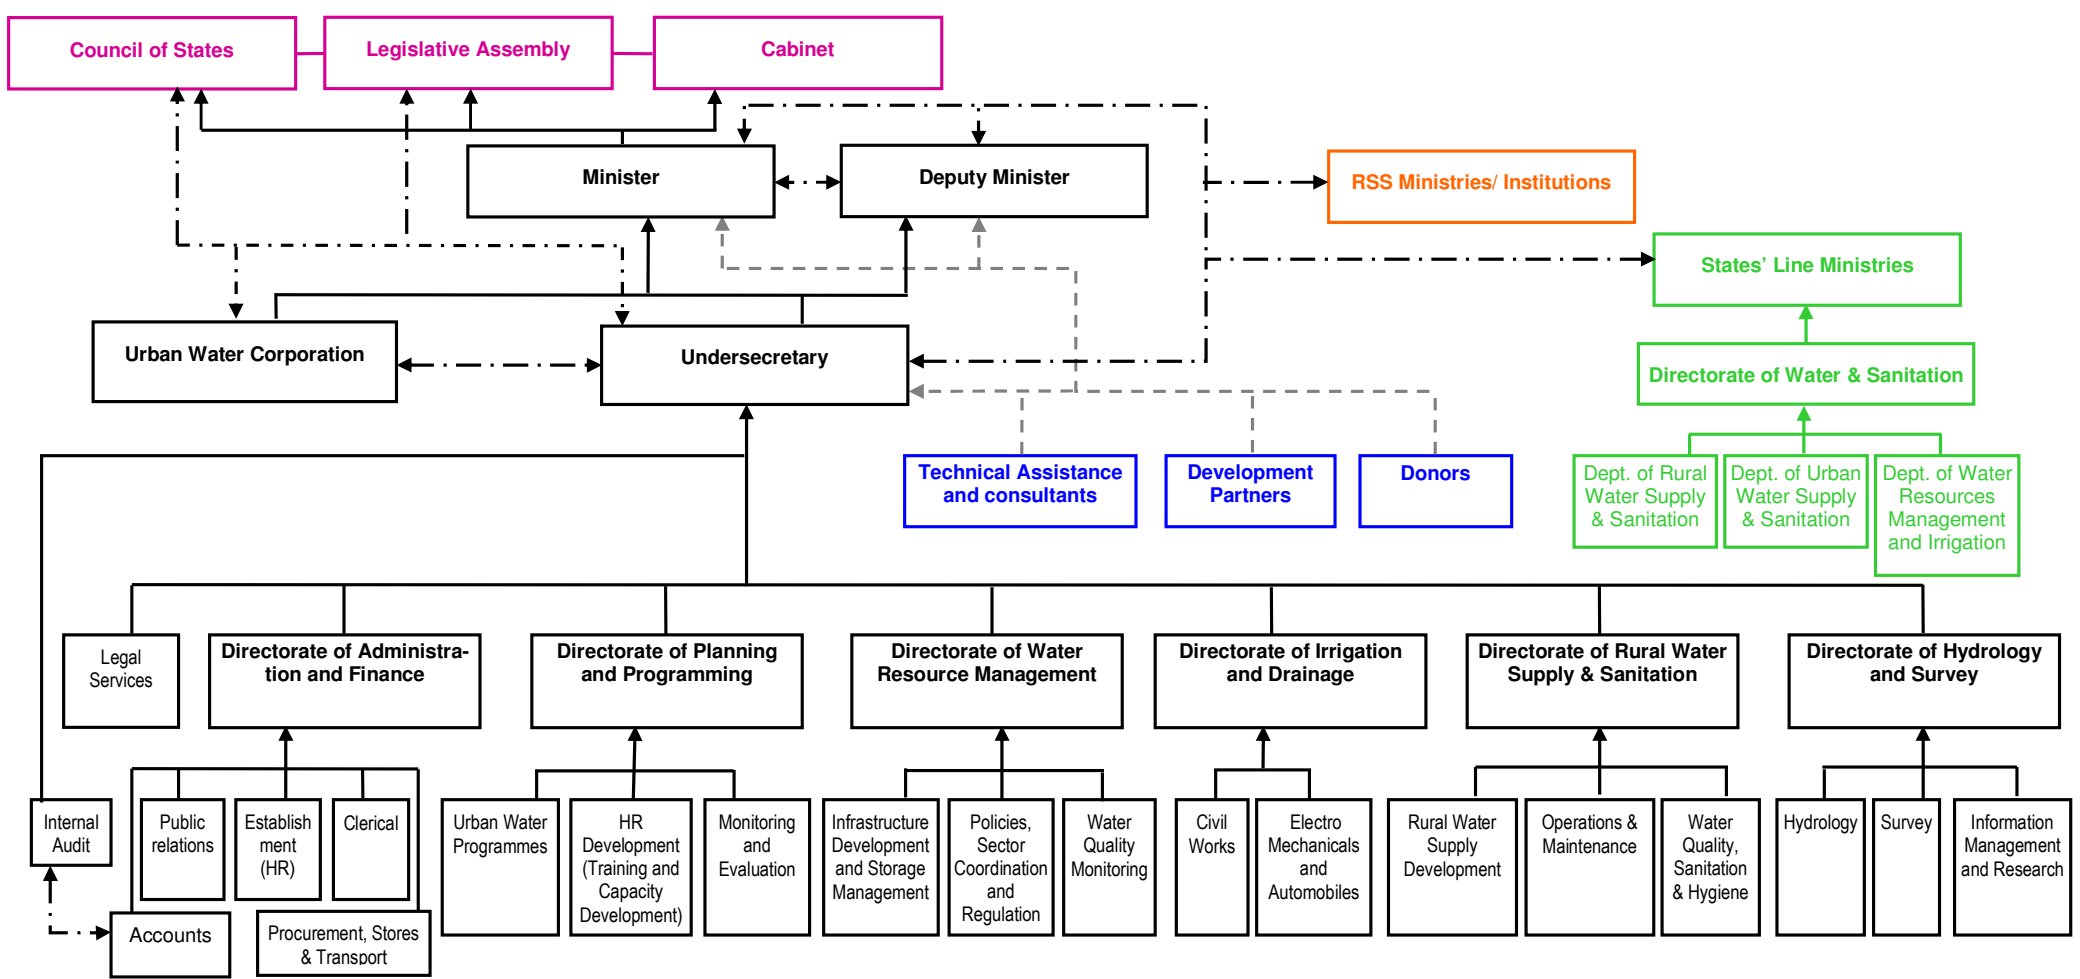 Council of States
Legislative Assembly
Cabinet
Minister
Deputy Minister
RSS Ministries/ Institutions
States’ Line Ministries
Urban Water Corporation
Undersecretary
Directorate of Water & Sanitation
Technical Assistance
and consultants
Development
Partners
Donors
Dept. of Rural
Water Supply
& Sanitation
Dept. of Urban
Water Supply
& Sanitation
Dept. of Water
Resources
Management
and Irrigation
Legal
Services
Directorate of Administra-
tion and Finance
Directorate of Planning
and Programming
Directorate of Water
Resource Management
Directorate of Irrigation
and Drainage
Directorate of Rural Water
Supply & Sanitation
Directorate of Hydrology
and Survey
Internal
Audit
Public
relations
Establish
ment
(HR)
Clerical
Urban Water
Programmes
HR
Development
(Training and
Capacity
Development)
Monitoring
and
Evaluation
Infrastructure
Development
and Storage
Management
Policies,
Sector
Coordination
and
Regulation
Water
Quality
Monitoring
Civil
Works
Electro
Mechanicals
and
Automobiles
Rural Water
Supply
Development
Operations &
Maintenance
Water
Quality,
Sanitation
& Hygiene
Hydrology
Survey
Information
Management
and Research
Accounts
Procurement, Stores
& Transport